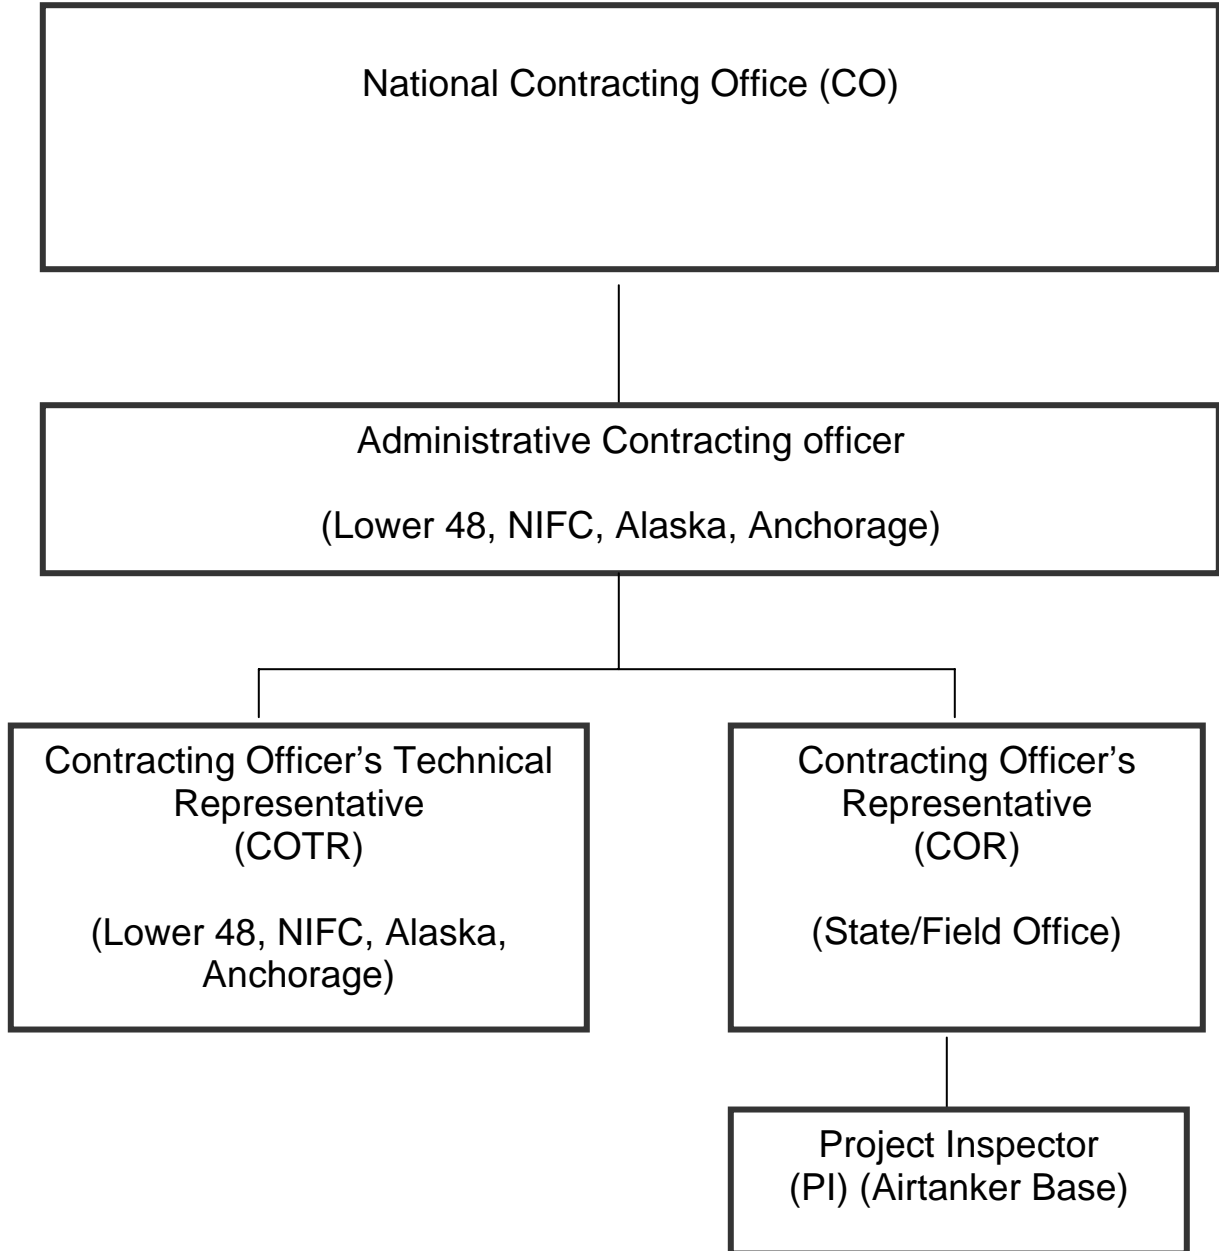 National Contracting Office (CO)
Administrative Contracting officer
(Lower 48, NIFC, Alaska, Anchorage)
Contracting Officer’s Technical
Representative
(COTR)
(Lower 48, NIFC, Alaska,
Anchorage)
Contracting Officer’s
Representative
(COR)
(State/Field Office)
Project Inspector
(PI) (Airtanker Base)